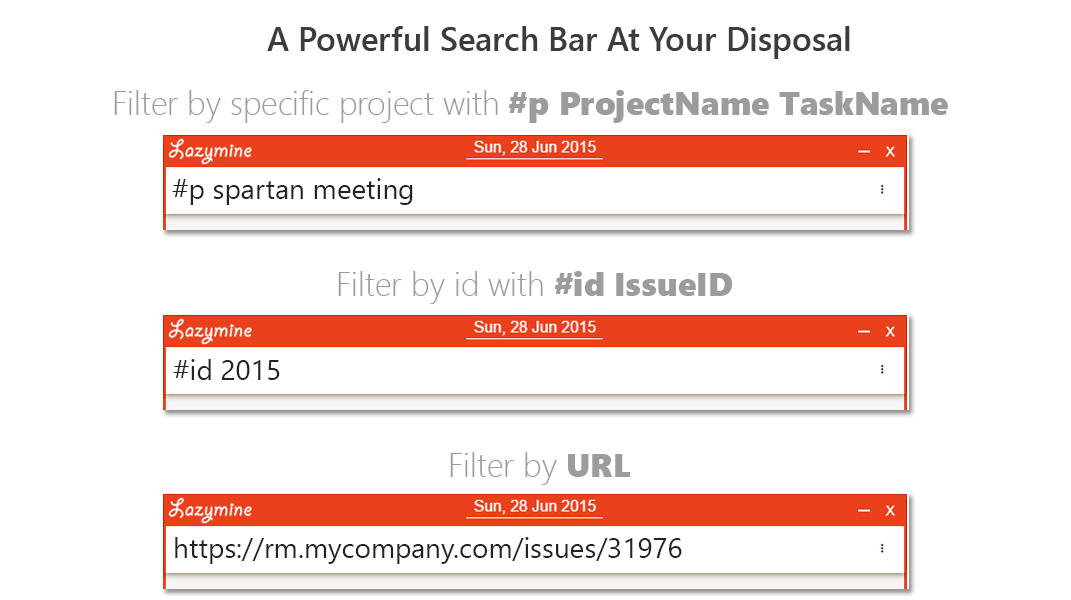 A Powerful Search Bar At Your Disposal
Filter by specific project with #p ProjectName TaskName
Lazymine Sun, 28 Jun 2015 – x
#p spartan meeting
Filter by id with #id IssueID
Lazymine Sun, 28 Jun 2015 – x
#id 2015
Filter by URL
Lazymine Sun, 28 Jun 2015 – x
https://rm.mycompany.com/issues/31976